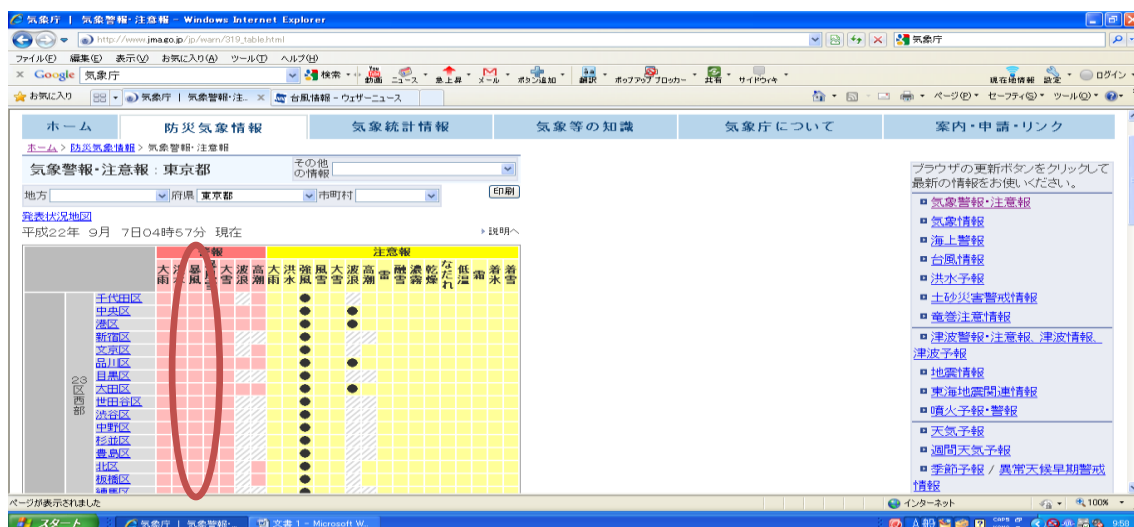 気象庁 | 気象警報・注意報 - Windows Internet Explorer
http://www.jma.go.jp/jp/warn/319_table.html
気象庁
ファイル(F) 編集(E) 表示(V) お気に入り(A) ツール(T) ヘルプ(H)
Google 気象庁 検索 動画 ニュース 急上昇 メール ボタン追加 翻訳 ポップアップ ブロッカー 共有 サイドウィキ 現在地情報 設定 ログイン
お気に入り 気象庁 | 気象警報・注... 台風情報 - ウェザーニュース ページ(P) セーフティ(S) ツール(O)
ホーム 防災気象情報 気象統計情報 気象等の知識 気象庁について 案内・申請・リンク
ホーム > 防災気象情報 > 気象警報・注意報
気象警報・注意報 : 東京都 その他の情報
印刷
地方 府県 東京都 市町村
発表状況地図
平成22年 9月 7日04時57分 現在 説明へ
警報 注意報
大雨 洪水 暴風 大雪 波浪 高潮 大雨 洪水 強風 風雪 大雪 波浪 高潮 雷 融雪 濃霧 乾燥 なだれ 低温 霜 着氷 着雪
23区西部
千代田区
中央区
港区
新宿区
文京区
品川区
目黒区
大田区
世田谷区
渋谷区
中野区
杉並区
豊島区
北区
板橋区
練馬区
ブラウザの更新ボタンをクリックして
最新の情報をお使いください。
気象警報・注意報
気象情報
海上警報
台風情報
洪水予報
土砂災害警戒情報
竜巻注意情報
津波警報・注意報、津波情報、
津波予報
地震情報
東海地震関連情報
噴火予報・警報
天気予報
週間天気予報
季節予報 / 異常天候早期警戒
情報
ページが表示されました インターネット 100%
スタート 気象庁 | 気象警報・... 文書 1 - Microsoft W... A 般 CAPS 9:50